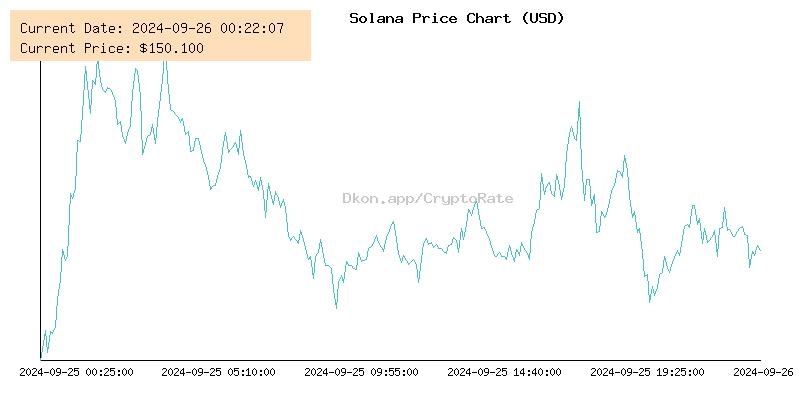 Solana Price Chart (USD)
Current Date: 2024-09-26 00:22:07
Current Price: $150.100
Dkon.app/CryptoRate
2024-09-25 00:25:00 2024-09-25 05:10:00 2024-09-25 09:55:00 2024-09-25 14:40:00 2024-09-25 19:25:00 2024-09-26